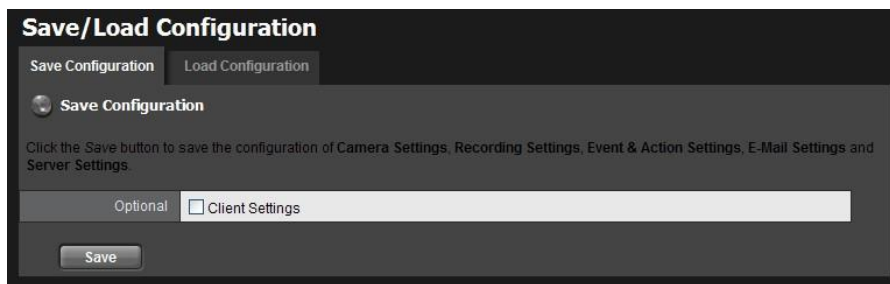 Save/Load Configuration
Save Configuration Load Configuration
Save Configuration
Click the Save button to save the configuration of Camera Settings, Recording Settings, Event & Action Settings, E-Mail Settings and
Server Settings.
Optional Client Settings
Save